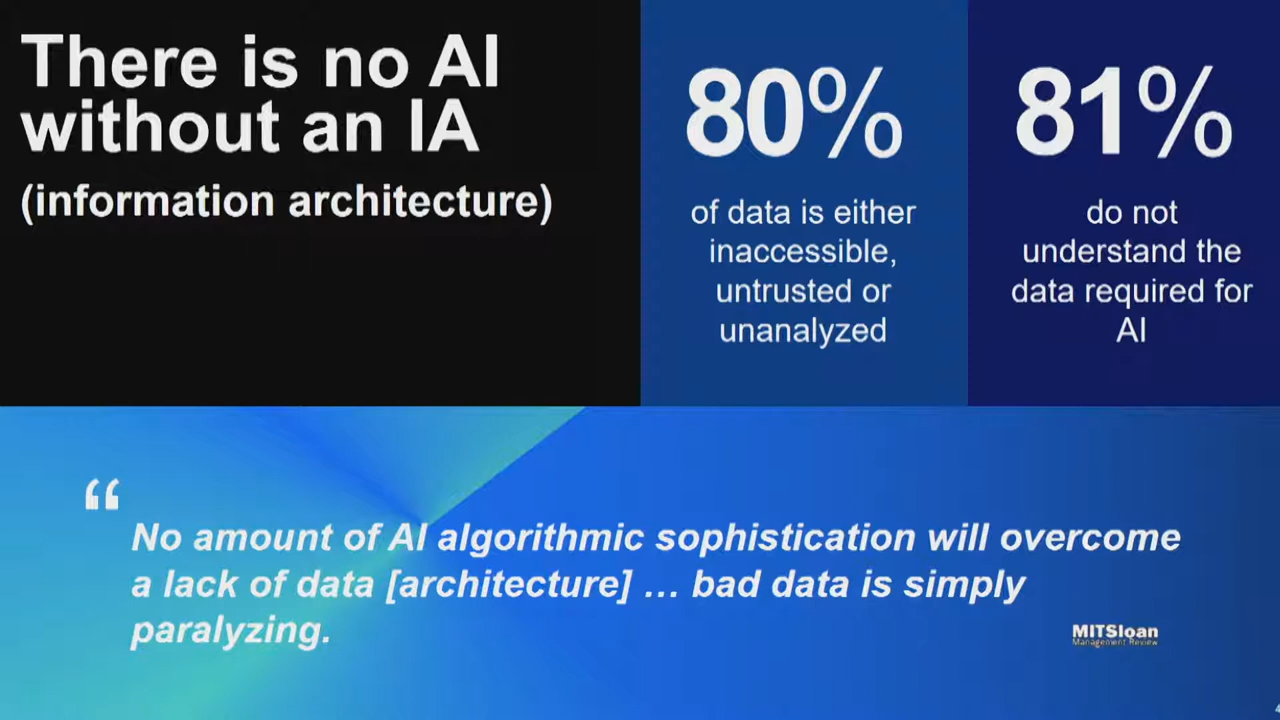 There is no AI
without an IA
(information architecture)
80%
of data is either
inaccessible,
untrusted or
unanalyzed
81%
do not
understand the
data required for
AI
“
No amount of AI algorithmic sophistication will overcome
a lack of data [architecture] … bad data is simply
paralyzing.
MITSloan
Management Review